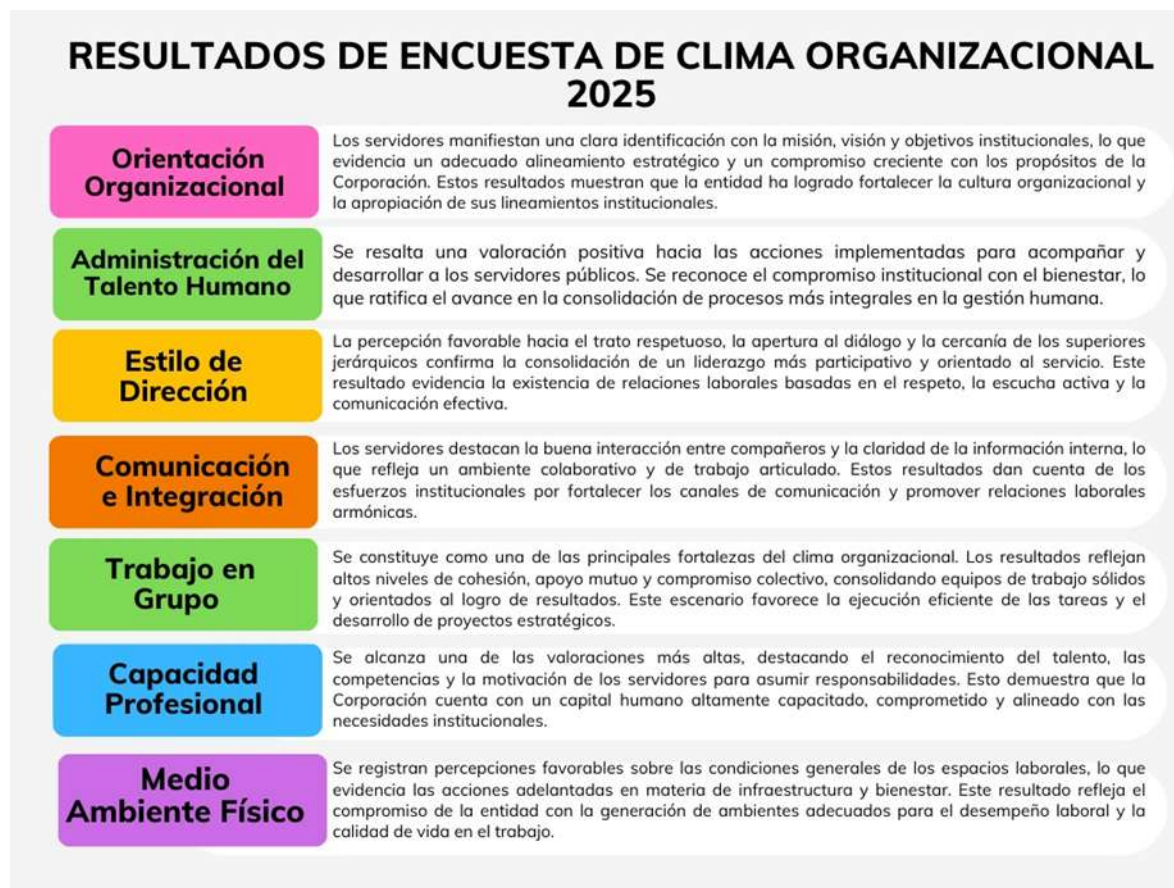 RESULTADOS DE ENCUESTA DE CLIMA ORGANIZACIONAL
2025
Orientación
Organizacional
Los servidores manifiestan una clara identificación con la misión, visión y objetivos institucionales, lo que
evidencia un adecuado alineamiento estratégico y un compromiso creciente con los propósitos de la
Corporación. Estos resultados muestran que la entidad ha logrado fortalecer la cultura organizacional y
la apropiación de sus lineamientos institucionales.
Administración del
Talento Humano
Se resalta una valoración positiva hacia las acciones implementadas para acompañar y
desarrollar a los servidores públicos. Se reconoce el compromiso institucional con el bienestar, lo
que ratifica el avance en la consolidación de procesos más integrales en la gestión humana.
Estilo de
Dirección
La percepción favorable hacia el trato respetuoso, la apertura al diálogo y la cercanía de los superiores
jerárquicos confirma la consolidación de un liderazgo más participativo y orientado al servicio. Este
resultado evidencia la existencia de relaciones laborales basadas en el respeto, la escucha activa y la
comunicación efectiva.
Comunicación
e Integración
Los servidores destacan la buena interacción entre compañeros y la claridad de la información interna, lo
que refleja un ambiente colaborativo y de trabajo articulado. Estos resultados dan cuenta de los
esfuerzos institucionales por fortalecer los canales de comunicación y promover relaciones laborales
armónicas.
Trabajo en
Grupo
Se constituye como una de las principales fortalezas del clima organizacional. Los resultados reflejan
altos niveles de cohesión, apoyo mutuo y compromiso colectivo, consolidando equipos de trabajo sólidos
y orientados al logro de resultados. Este escenario favorece la ejecución eficiente de las tareas y el
desarrollo de proyectos estratégicos.
Capacidad
Profesional
Se alcanza una de las valoraciones más altas, destacando el reconocimiento del talento, las
competencias y la motivación de los servidores para asumir responsabilidades. Esto demuestra que la
Corporación cuenta con un capital humano altamente capacitado, comprometido y alineado con las
necesidades institucionales.
Medio
Ambiente Físico
Se registran percepciones favorables sobre las condiciones generales de los espacios laborales, lo que
evidencia las acciones adelantadas en materia de infraestructura y bienestar. Este resultado refleja el
compromiso de la entidad con la generación de ambientes adecuados para el desempeño laboral y la
calidad de vida en el trabajo.